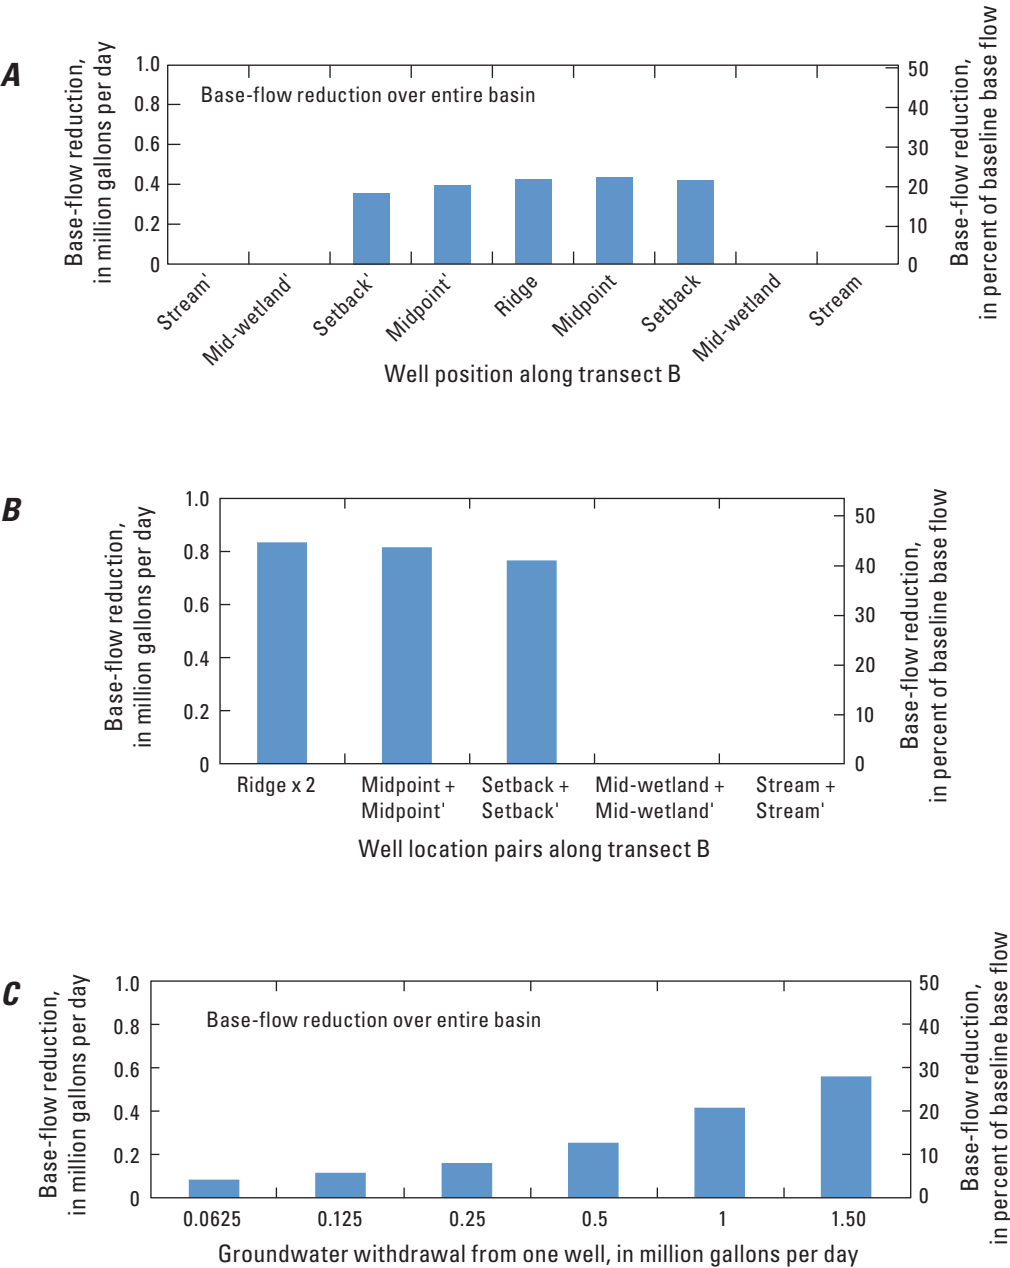 A
Base-flow reduction,
in million gallons per day
1.0
0.8
0.6
0.4
0.2
0
Base-flow reduction over entire basin
50
40
30
20
10
0
Base-flow reduction,
in percent of baseline base flow
Stream'
Mid-wetland'
Setback'
Midpoint'
Ridge
Midpoint
Setback
Mid-wetland
Stream
Well position along transect B
B
Base-flow reduction,
in million gallons per day
1.0
0.8
0.6
0.4
0.2
0
50
40
30
20
10
0
Base-flow reduction,
in percent of baseline base flow
Ridge x 2
Midpoint +
Midpoint'
Setback +
Setback'
Mid-wetland +
Mid-wetland'
Stream +
Stream'
Well location pairs along transect B
C
Base-flow reduction,
in million gallons per day
1.0
0.8
0.6
0.4
0.2
0
Base-flow reduction over entire basin
50
40
30
20
10
0
Base-flow reduction,
in percent of baseline base flow
0.0625
0.125
0.25
0.5
1
1.50
Groundwater withdrawal from one well, in million gallons per day